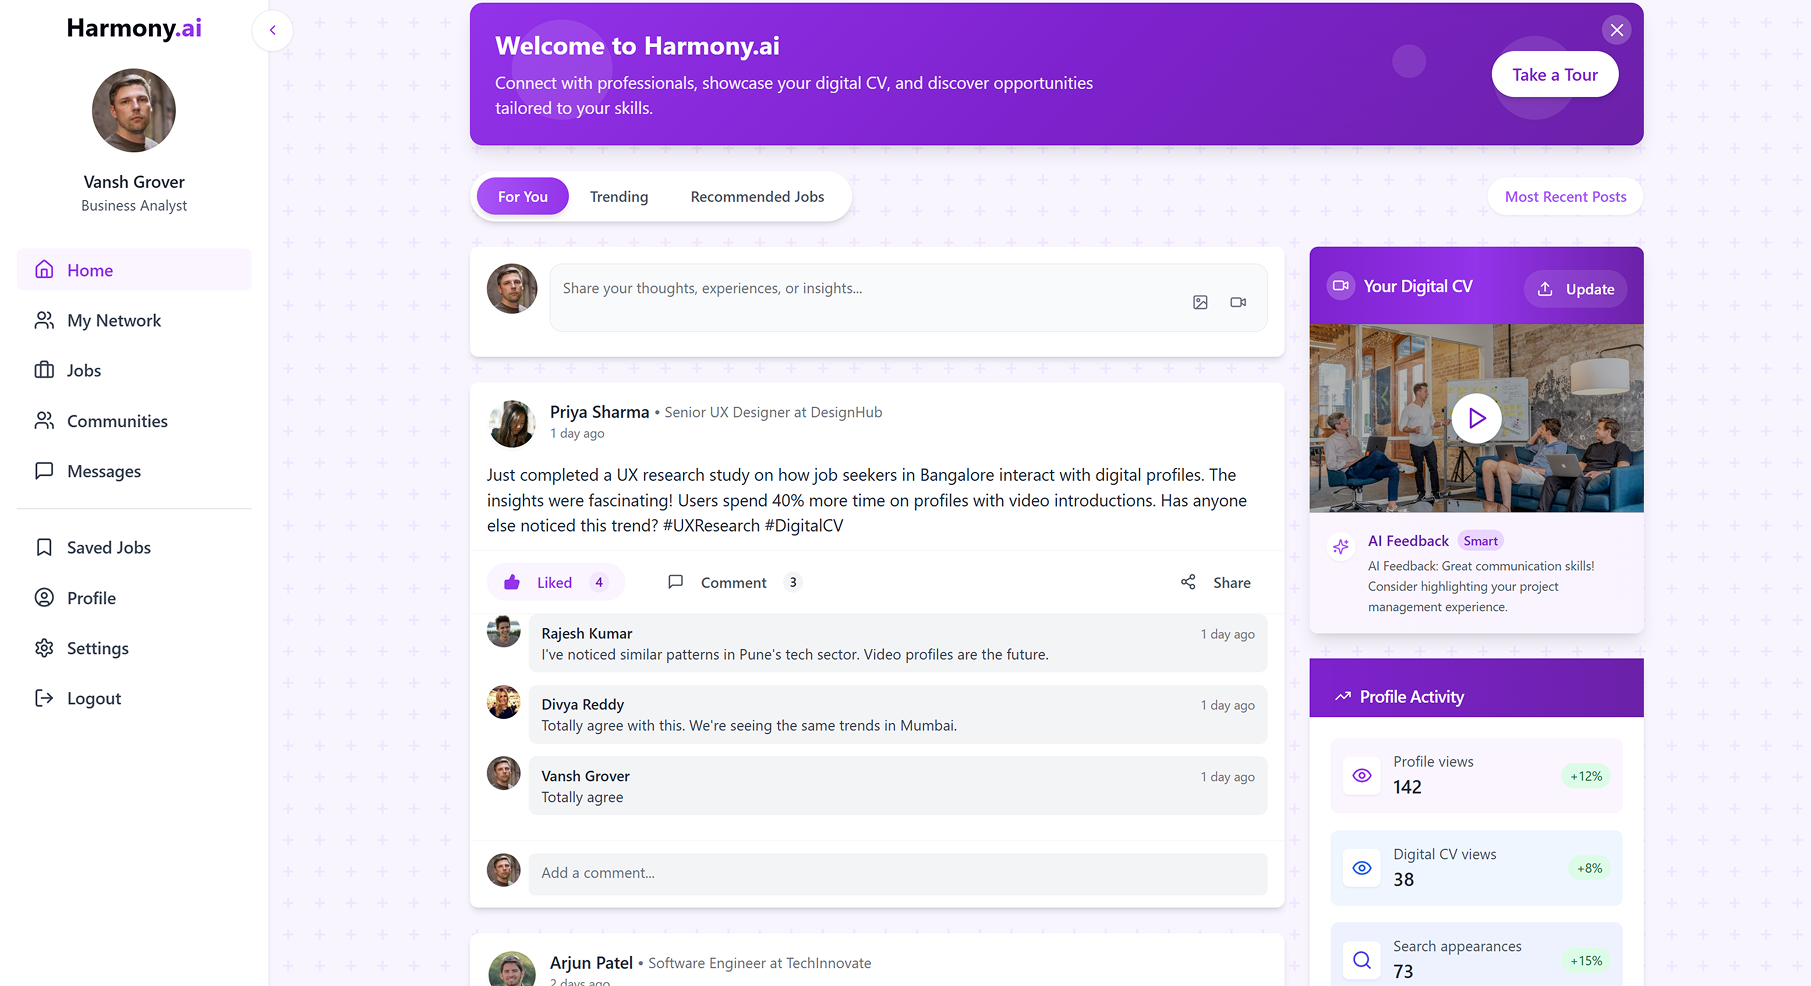 Harmony.ai
Vansh Grover
Business Analyst
Home
My Network
Jobs
Communities
Messages
Saved Jobs
Profile
Settings
Logout
Welcome to Harmony.ai
Connect with professionals, showcase your digital CV, and discover opportunities
tailored to your skills.
Take a Tour
For You
Trending
Recommended Jobs
Most Recent Posts
Share your thoughts, experiences, or insights...
Priya Sharma • Senior UX Designer at DesignHub
1 day ago
Just completed a UX research study on how job seekers in Bangalore interact with digital profiles. The
insights were fascinating! Users spend 40% more time on profiles with video introductions. Has anyone
else noticed this trend? #UXResearch #DigitalCV
Liked 4
Comment 3
Share
Rajesh Kumar
1 day ago
I've noticed similar patterns in Pune's tech sector. Video profiles are the future.
Divya Reddy
1 day ago
Totally agree with this. We're seeing the same trends in Mumbai.
Vansh Grover
1 day ago
Totally agree
Add a comment...
Arjun Patel • Software Engineer at TechInnovate
2 days ago
Your Digital CV
Update
AI Feedback Smart
AI Feedback: Great communication skills!
Consider highlighting your project
management experience.
Profile Activity
Profile views
142
+12%
Digital CV views
38
+8%
Search appearances
73
+15%